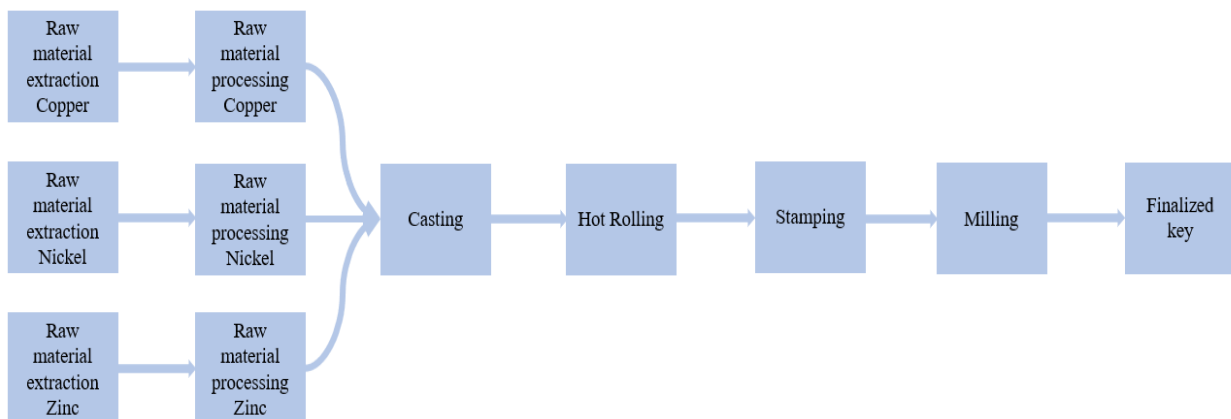 Raw
material
extraction
Copper
Raw
material
processing
Copper
Raw
material
extraction
Nickel
Raw
material
processing
Nickel
Casting
Hot Rolling
Stamping
Milling
Finalized
key
Raw
material
extraction
Zinc
Raw
material
processing
Zinc